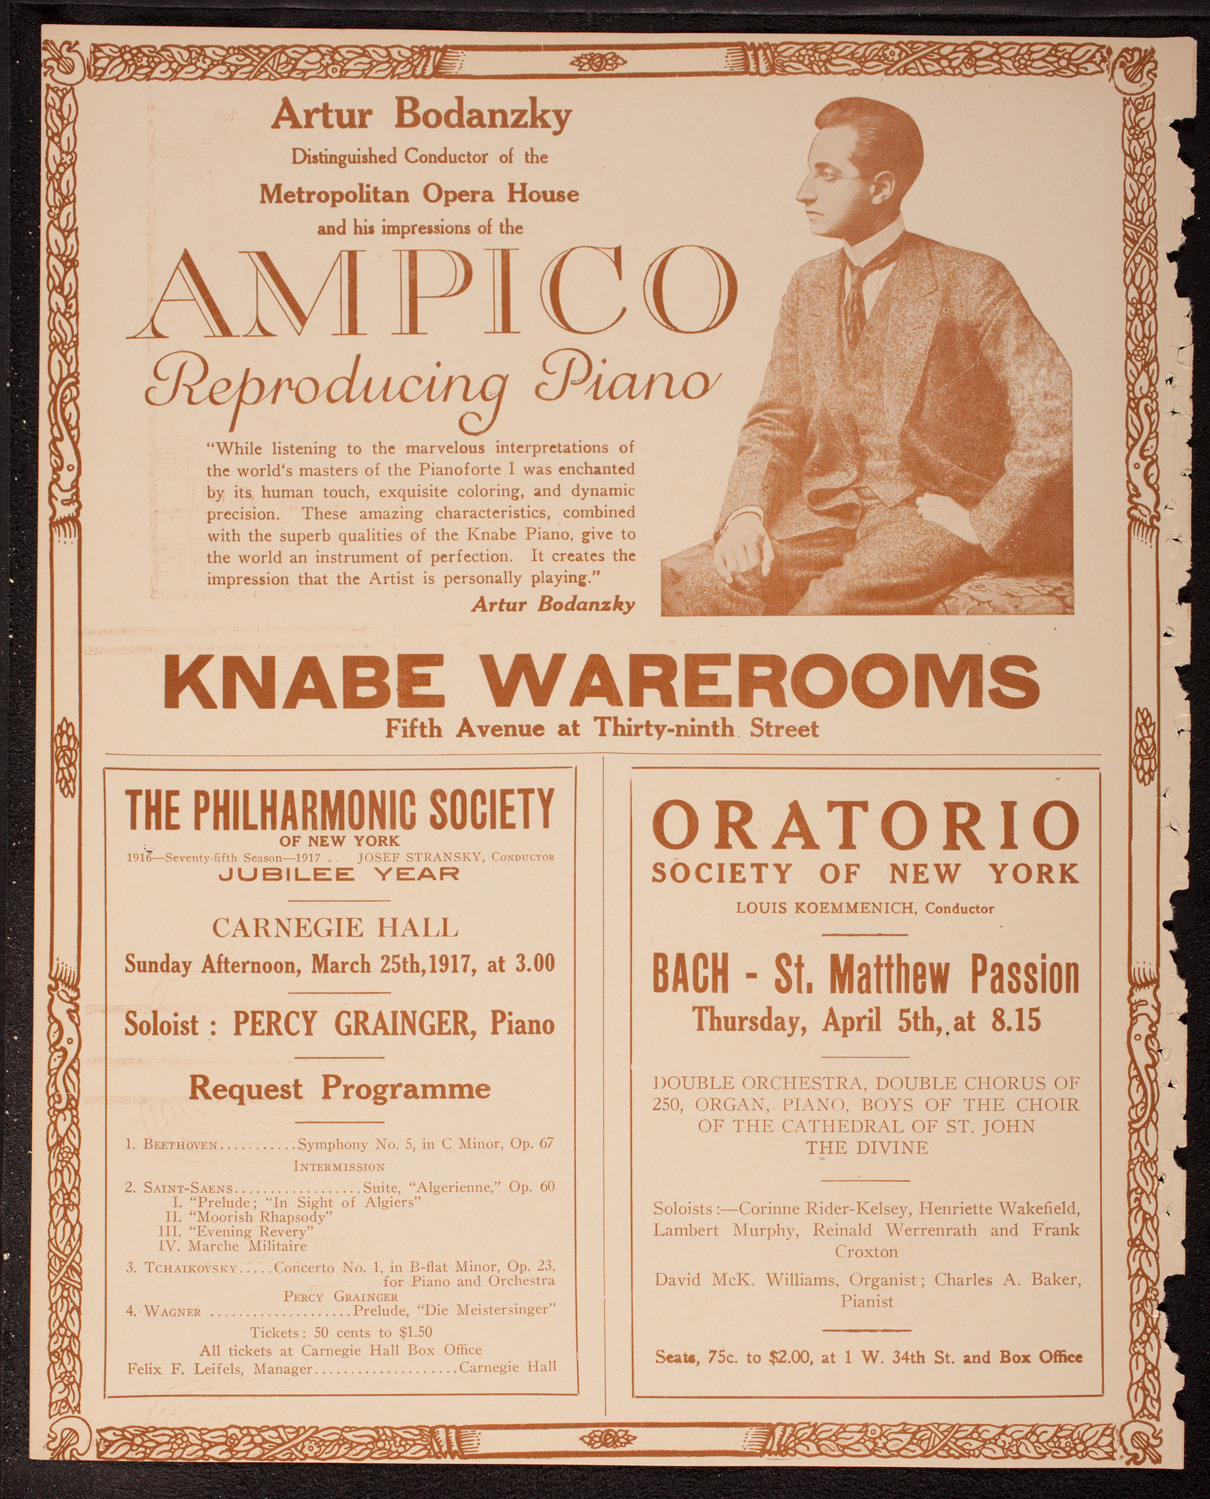 Artur Bodanzky
Distinguished Conductor of the
Metropolitan Opera House
and his impressions of the
AMPICO
Reproducing Piano
"While listening to the marvelous interpretations of
the world's masters of the Pianoforte I was enchanted
by its human touch, exquisite coloring, and dynamic
precision. These amazing characteristics, combined
with the superb qualities of the Knabe Piano, give to
the world an instrument of perfection. It creates the
impression that the Artist is personally playing."
Artur Bodanzky
KNABE WAREROOMS
Fifth Avenue at Thirty-ninth Street
THE PHILHARMONIC SOCIETY
OF NEW YORK
1916—Seventy-fifth Season—1917 .. JOSEF STRANSKY, CONDUCTOR
JUBILEE YEAR
CARNEGIE HALL
Sunday Afternoon, March 25th, 1917, at 3.00
Soloist : PERCY GRAINGER, Piano
Request Programme
1. BEETHOVEN...........Symphony No. 5, in C Minor, Op. 67
INTERMISSION
2. SAINT-SAENS.................Suite, "Algerienne," Op. 60
I. "Prelude; "In Sight of Algiers"
II. "Moorish Rhapsody"
III. "Evening Revery"
IV. Marche Militaire
3. TCHAIKOVSKY.....Concerto No. 1, in B-flat Minor, Op. 23,
for Piano and Orchestra
PERCY GRAINGER
4. WAGNER ...................Prelude, "Die Meistersinger"
Tickets: 50 cents to $1.50
All tickets at Carnegie Hall Box Office
Felix F. Leifels, Manager....................Carnegie Hall
ORATORIO
SOCIETY OF NEW YORK
LOUIS KOEMMENICH, Conductor
BACH - St. Matthew Passion
Thursday, April 5th, at 8.15
DOUBLE ORCHESTRA, DOUBLE CHORUS OF
250, ORGAN, PIANO, BOYS OF THE CHOIR
OF THE CATHEDRAL OF ST. JOHN
THE DIVINE
Soloists:—Corinne Rider-Kelsey, Henriette Wakefield,
Lambert Murphy, Reinald Werrenrath and Frank
Croxton
David McK. Williams, Organist; Charles A. Baker,
Pianist
Seats, 75c. to $2.00, at 1 W. 34th St. and Box Office